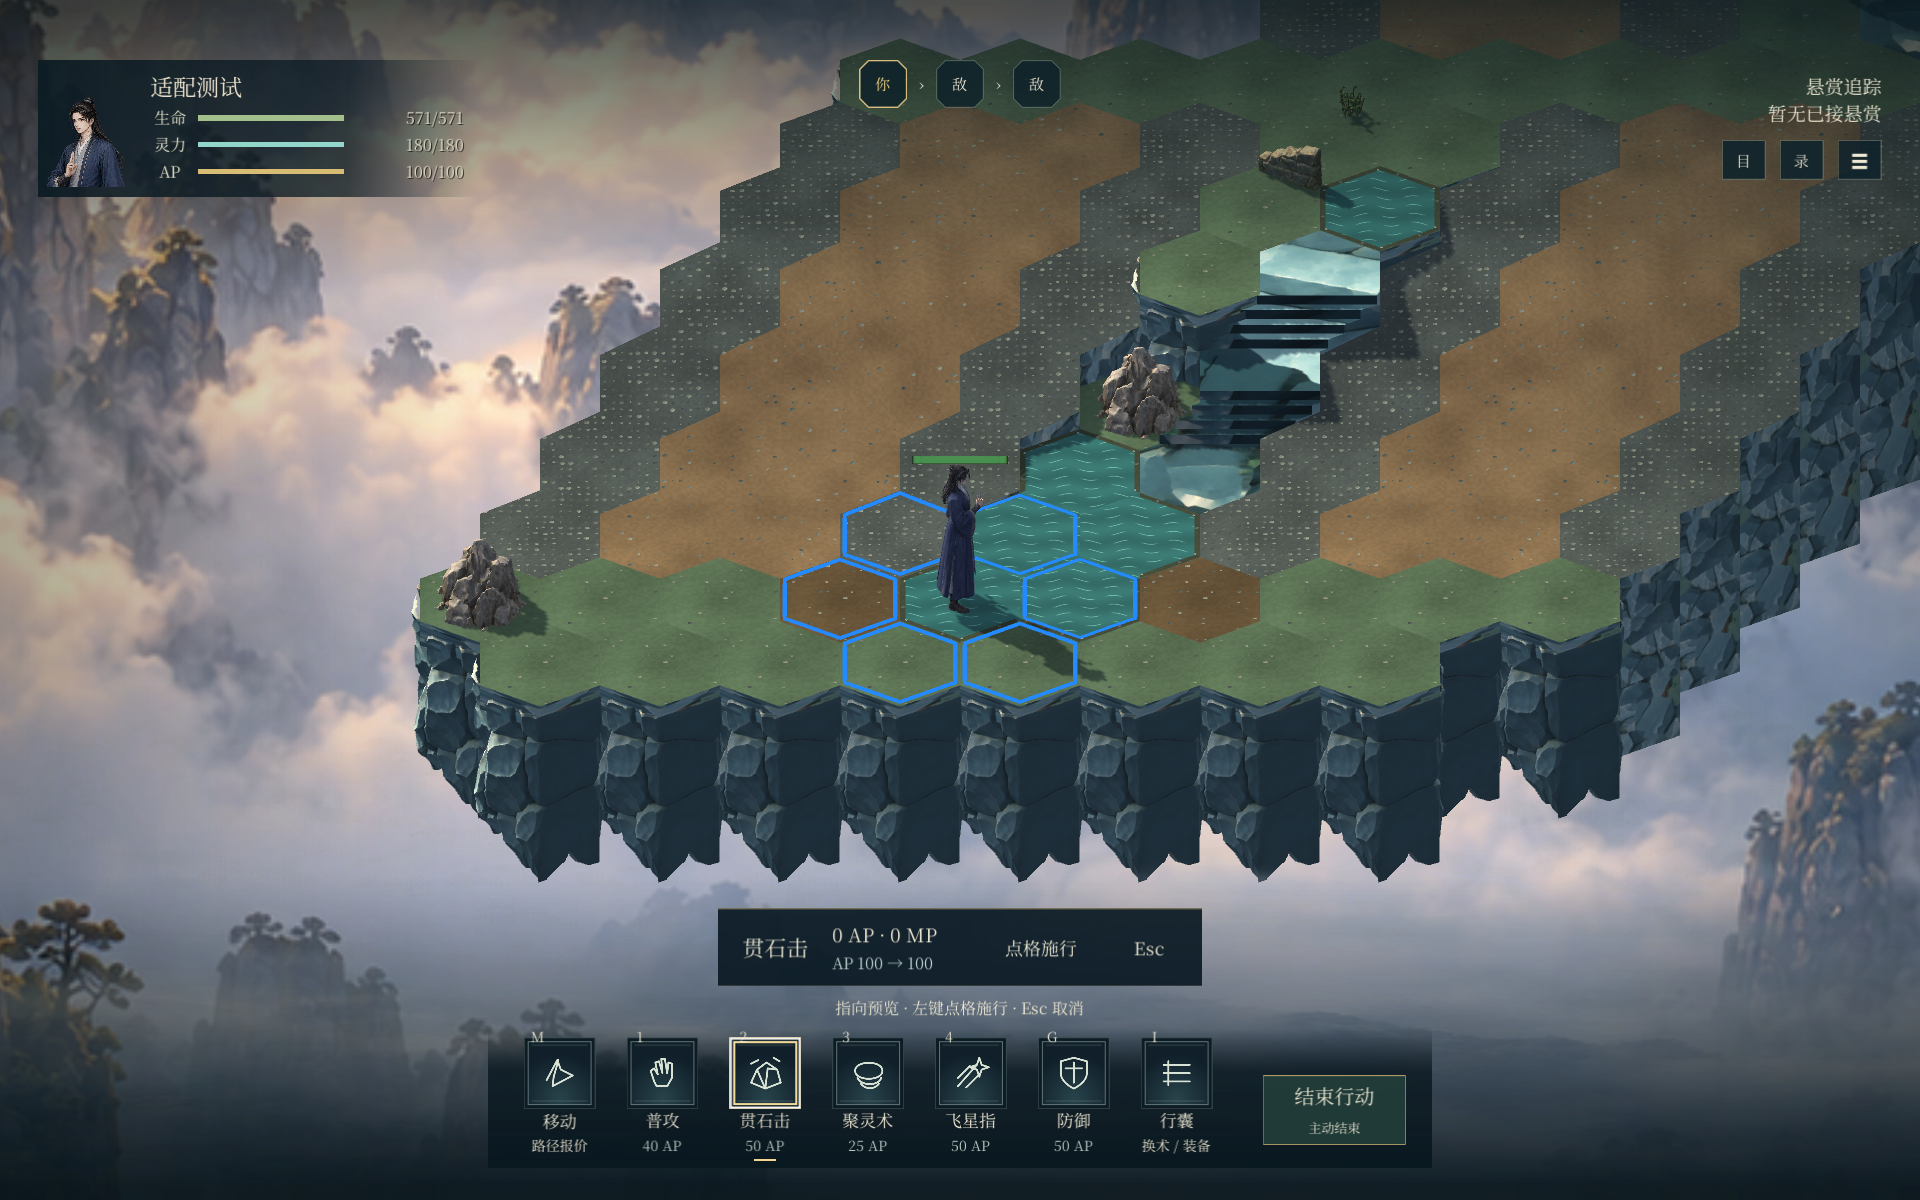 适配测试
生命 571/571
灵力 180/180
AP 100/100
你 › 敌 › 敌
悬赏追踪
暂无已接悬赏
目 录
贯石击
0 AP · 0 MP
AP 100 → 100
点格施行
Esc
指向预览 · 左键点格施行 · Esc 取消
M 1 2 3 4 G I
移动 普攻 贯石击 聚灵术 飞星指 防御 行囊
路径报价 40 AP 50 AP 25 AP 50 AP 50 AP 换术 / 装备
结束行动
主动结束